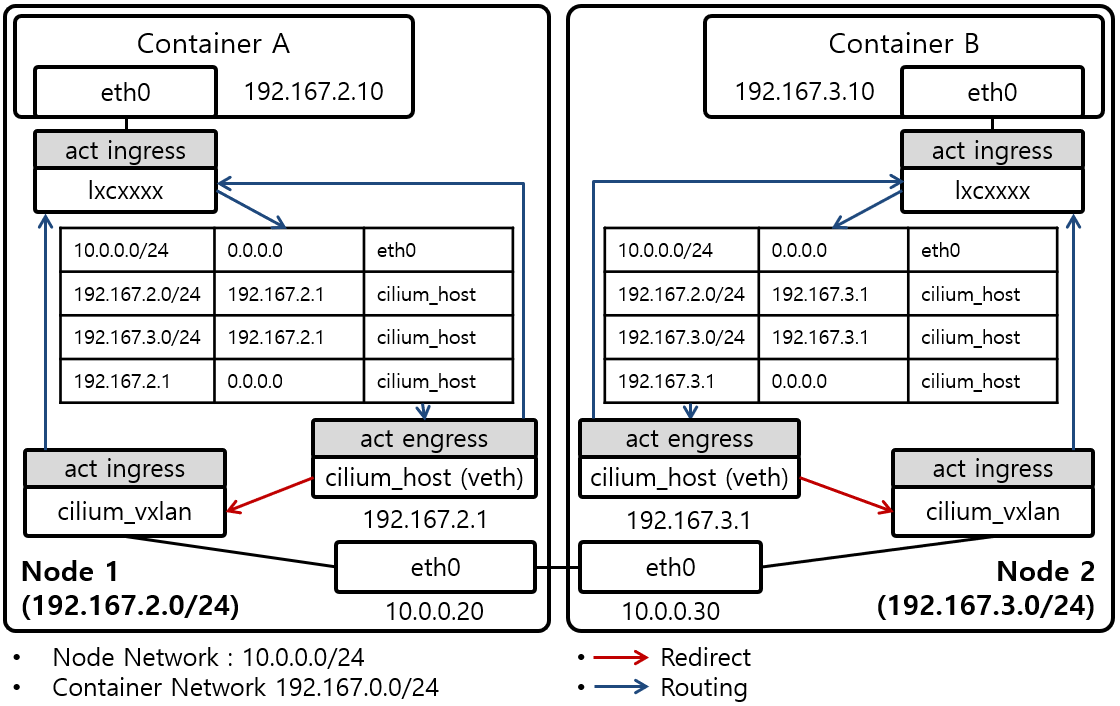 Container A
eth0
192.167.2.10
act ingress
lxcxxxx
10.0.0.0/24 0.0.0.0 eth0
192.167.2.0/24 192.167.2.1 cilium_host
192.167.3.0/24 192.167.2.1 cilium_host
192.167.2.1 0.0.0.0 cilium_host
act engress
cilium_host (veth)
192.167.2.1
act ingress
cilium_vxlan
eth0
10.0.0.20
Node 1
(192.167.2.0/24)
Container B
192.167.3.10
eth0
act ingress
lxcxxxx
10.0.0.0/24 0.0.0.0 eth0
192.167.2.0/24 192.167.3.1 cilium_host
192.167.3.0/24 192.167.3.1 cilium_host
192.167.3.1 0.0.0.0 cilium_host
act engress
cilium_host (veth)
192.167.3.1
act ingress
cilium_vxlan
eth0
10.0.0.30
Node 2
(192.167.3.0/24)
• Node Network : 10.0.0.0/24
• Container Network 192.167.0.0/24
• Redirect
• Routing